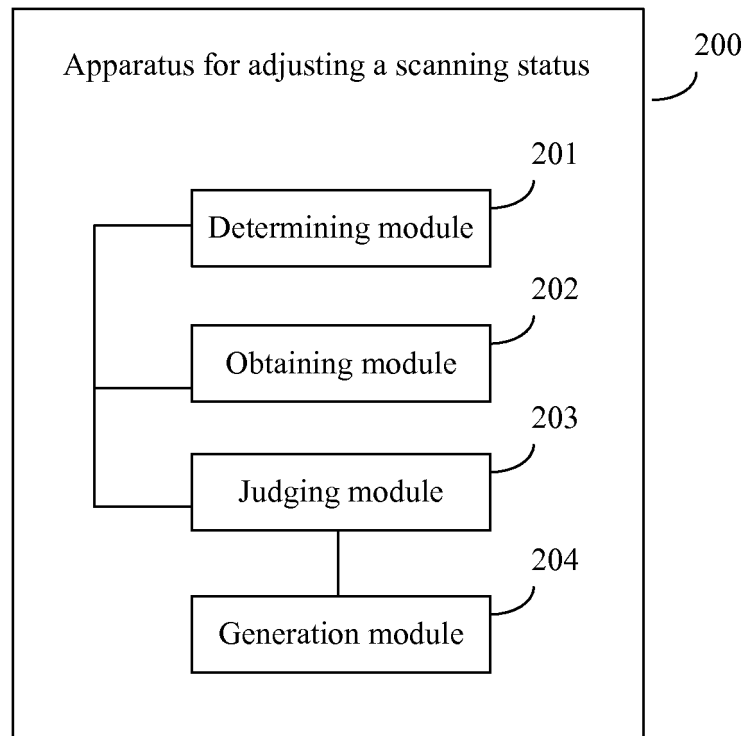 Apparatus for adjusting a scanning status
200
201
Determining module
202
Obtaining module
203
Judging module
204
Generation module